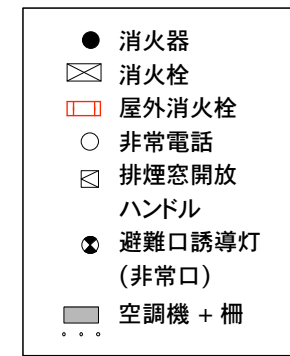 消火器
消火栓
屋外消火栓
非常電話
排煙窓開放
ハンドル
避難口誘導灯
(非常口)
空調機 + 柵